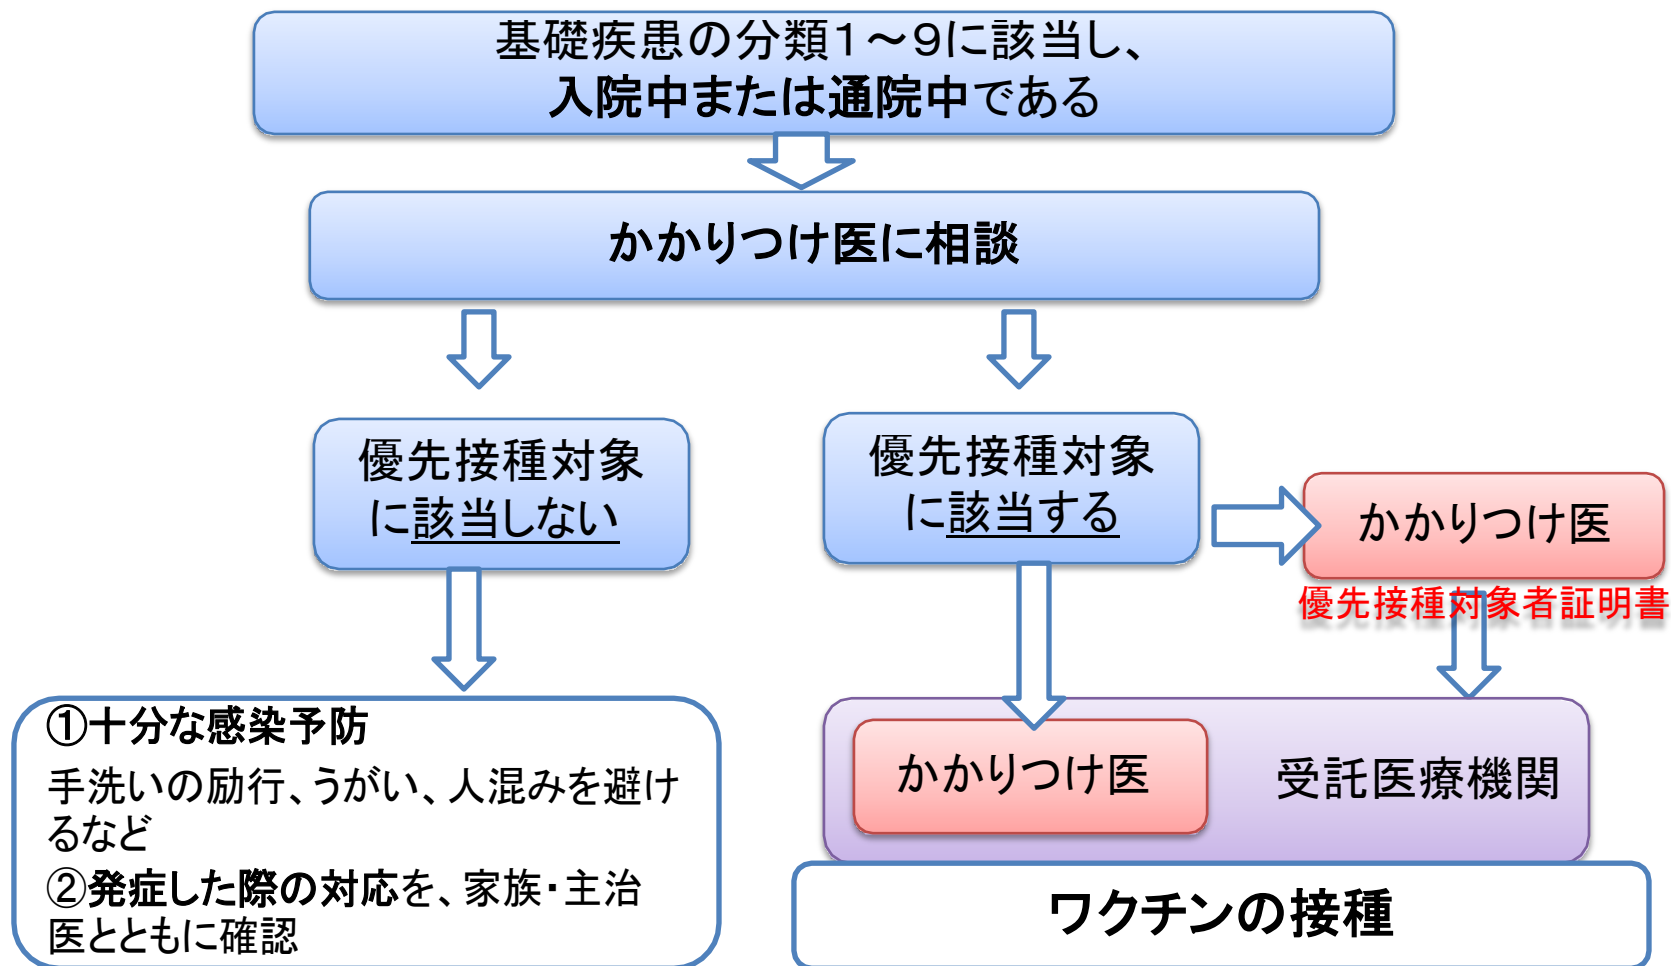 基礎疾患の分類１～９に該当し、
入院中または通院中である
かかりつけ医に相談
優先接種対象
に該当しない
優先接種対象
に該当する
かかりつけ医
優先接種対象者証明書
①十分な感染予防
手洗いの励行、うがい、人混みを避け
るなど
②発症した際の対応を、家族・主治
医とともに確認
かかりつけ医
受託医療機関
ワクチンの接種